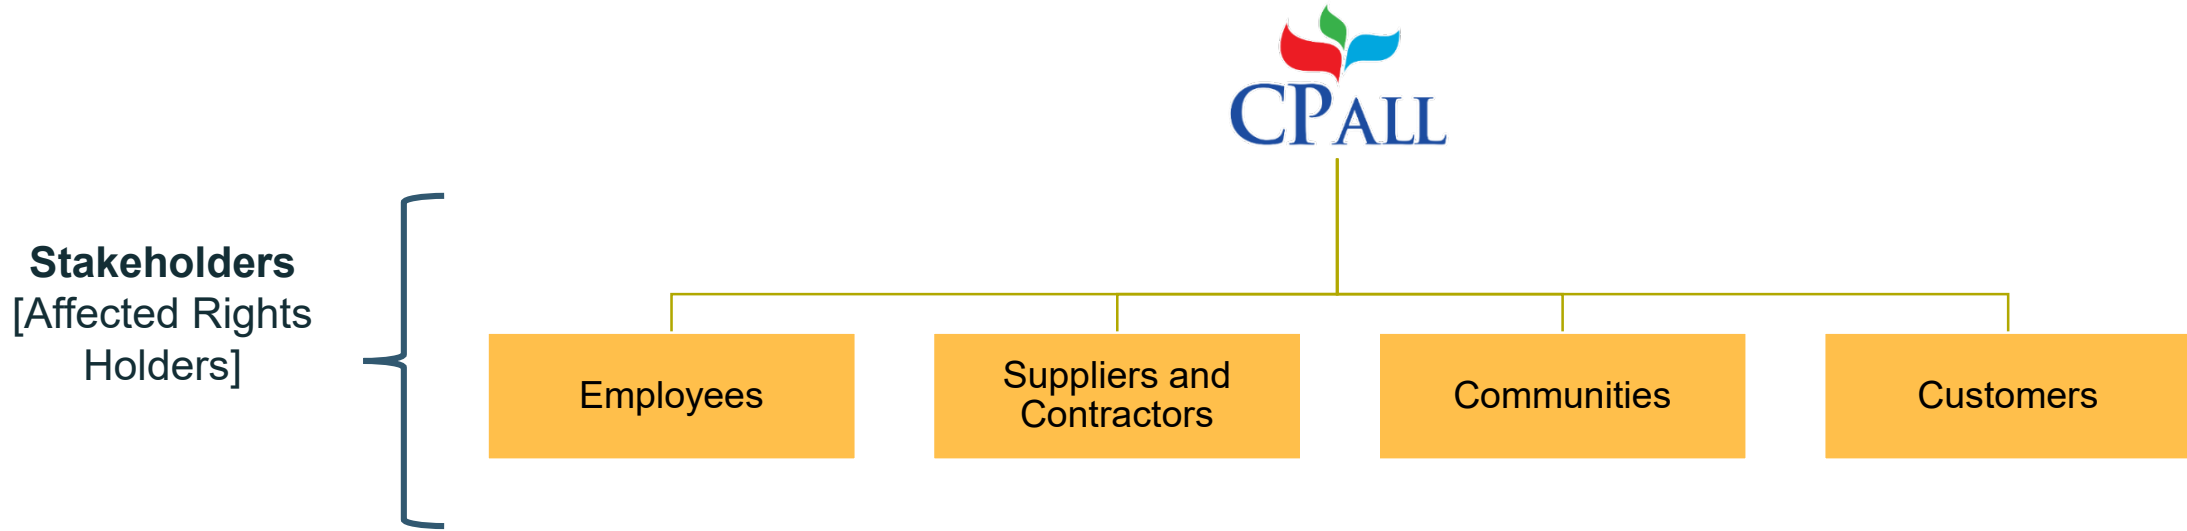 CPALL
Stakeholders
[Affected Rights
Holders]
Employees
Suppliers and
Contractors
Communities
Customers